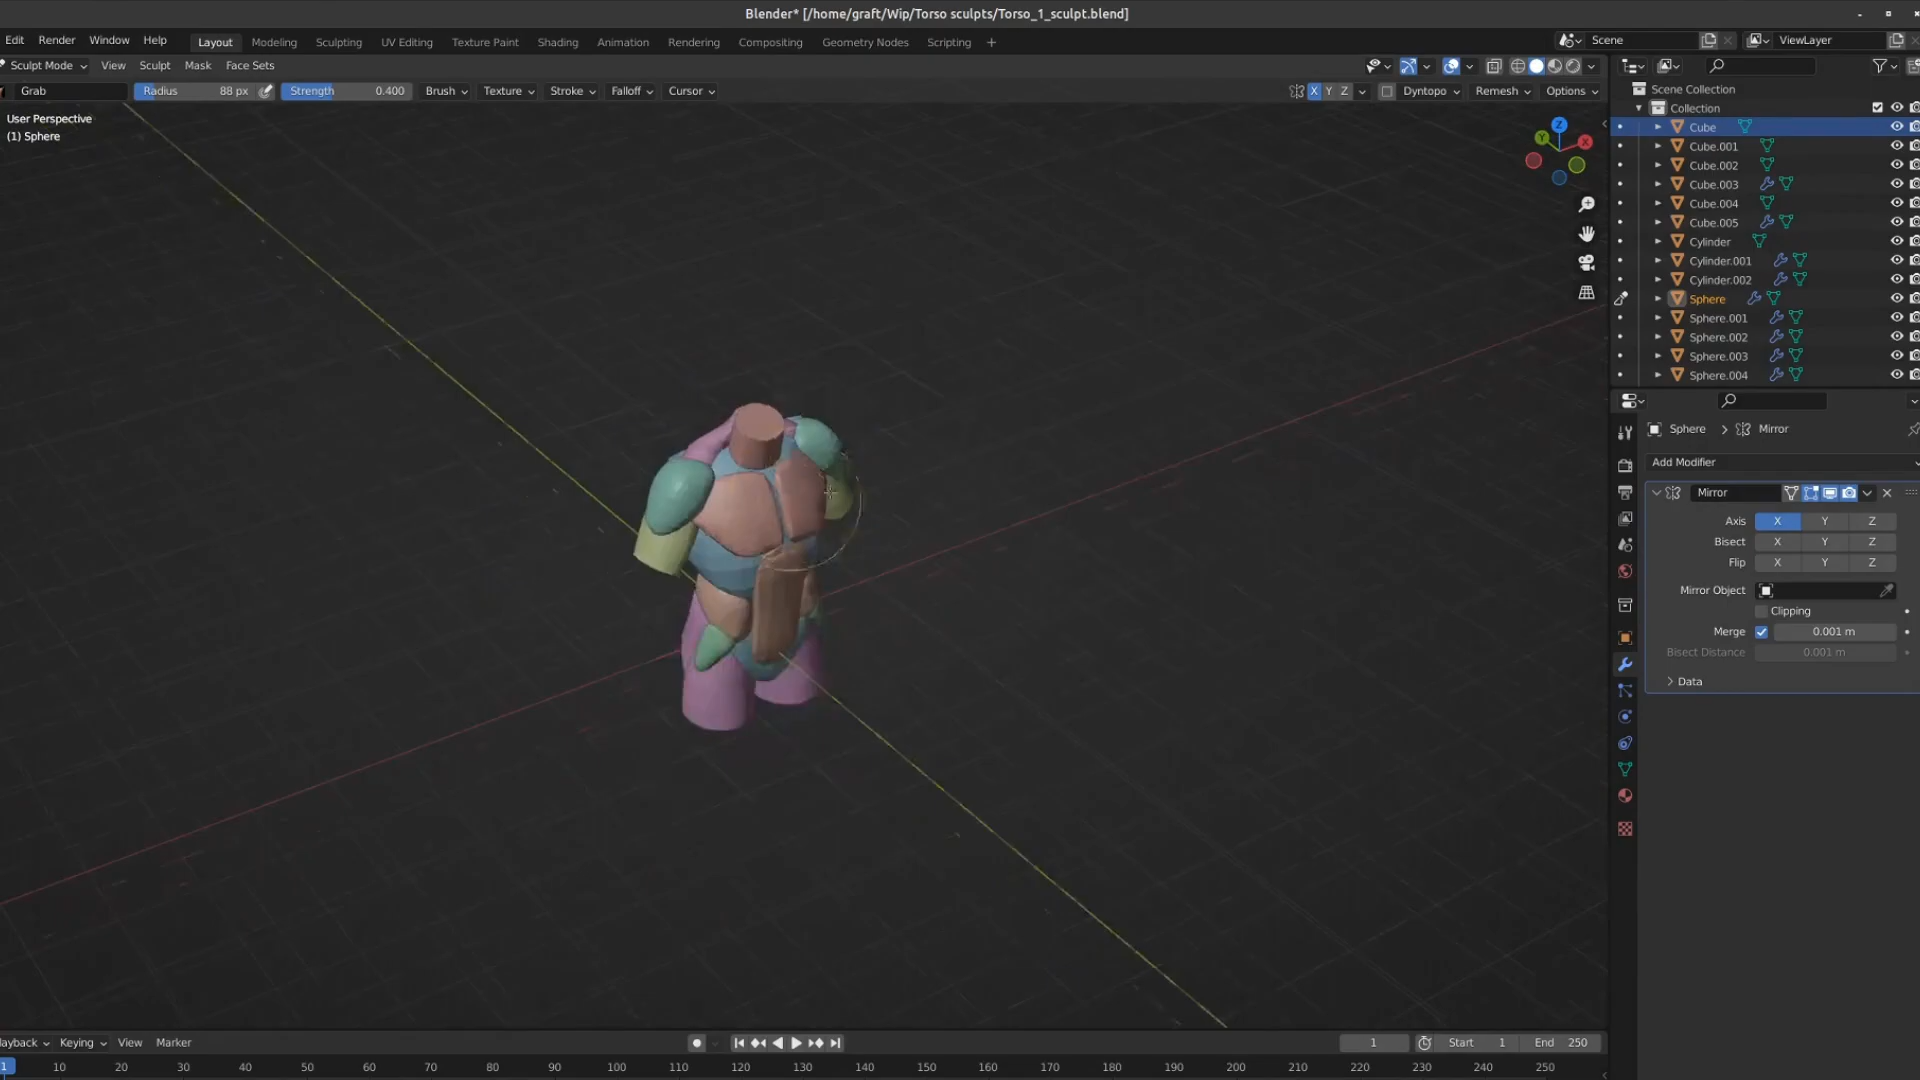 Blender* [/home/graft/Wip/Torso sculpts/Torso_1_sculpt.blend]
Edit Render Window Help Layout Modeling Sculpting UV Editing Texture Paint Shading Animation Rendering Compositing Geometry Nodes Scripting + Scene ViewLayer
Sculpt Mode View Sculpt Mask Face Sets
Grab Radius 88 px Strength 0.400 Brush Texture Stroke Falloff Cursor X Y Z Dyntopo Remesh Options
User Perspective
(1) Sphere
Z
Y
X
Scene Collection
Collection
Cube
Cube.001
Cube.002
Cube.003
Cube.004
Cube.005
Cylinder
Cylinder.001
Cylinder.002
Sphere
Sphere.001
Sphere.002
Sphere.003
Sphere.004
Sphere > Mirror
Add Modifier
Mirror
Axis X Y Z
Bisect X Y Z
Flip X Y Z
Mirror Object
Clipping
Merge 0.001 m
Bisect Distance 0.001 m
Data
layback Keying View Marker 1 Start 1 End 250
1 10 20 30 40 50 60 70 80 90 100 110 120 130 140 150 160 170 180 190 200 210 220 230 240 250